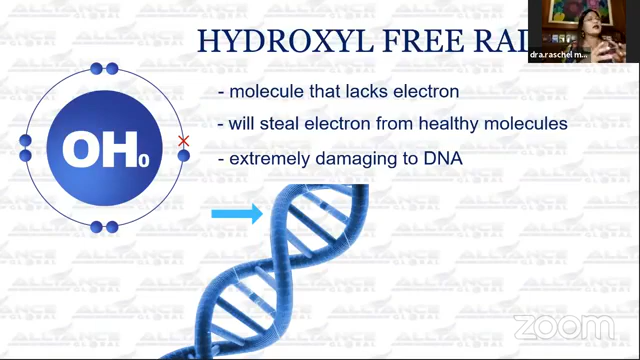 HYDROXYL FREE RAD
dra.raschel m...
- molecule that lacks electron
- will steal electron from healthy molecules
- extremely damaging to DNA
OH0
zoom